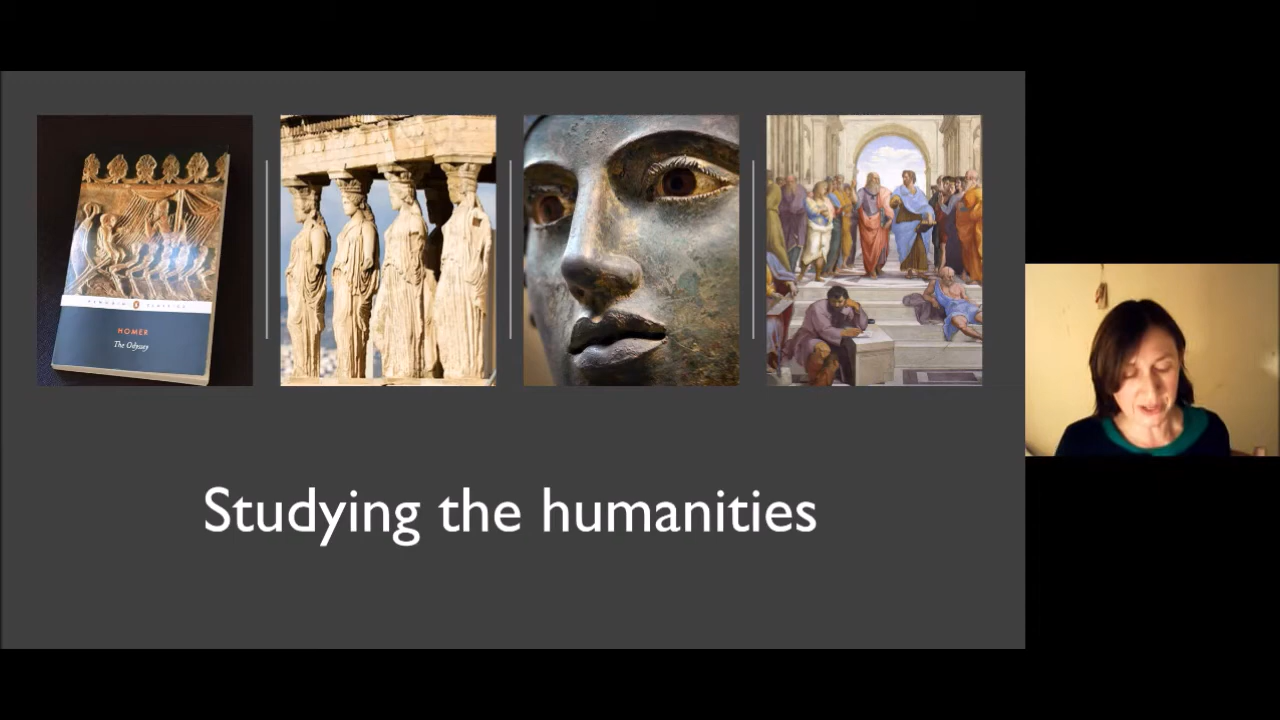 PENGUIN CLASSICS
HOMER
The Odyssey
Studying the humanities